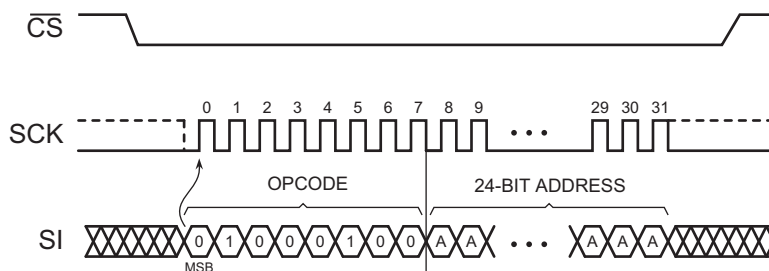 CS
0 1 2 3 4 5 6 7 8 9 29 30 31
SCK
OPCODE 24-BIT ADDRESS
SI 0 1 0 0 0 1 0 0 A A A A A
MSB